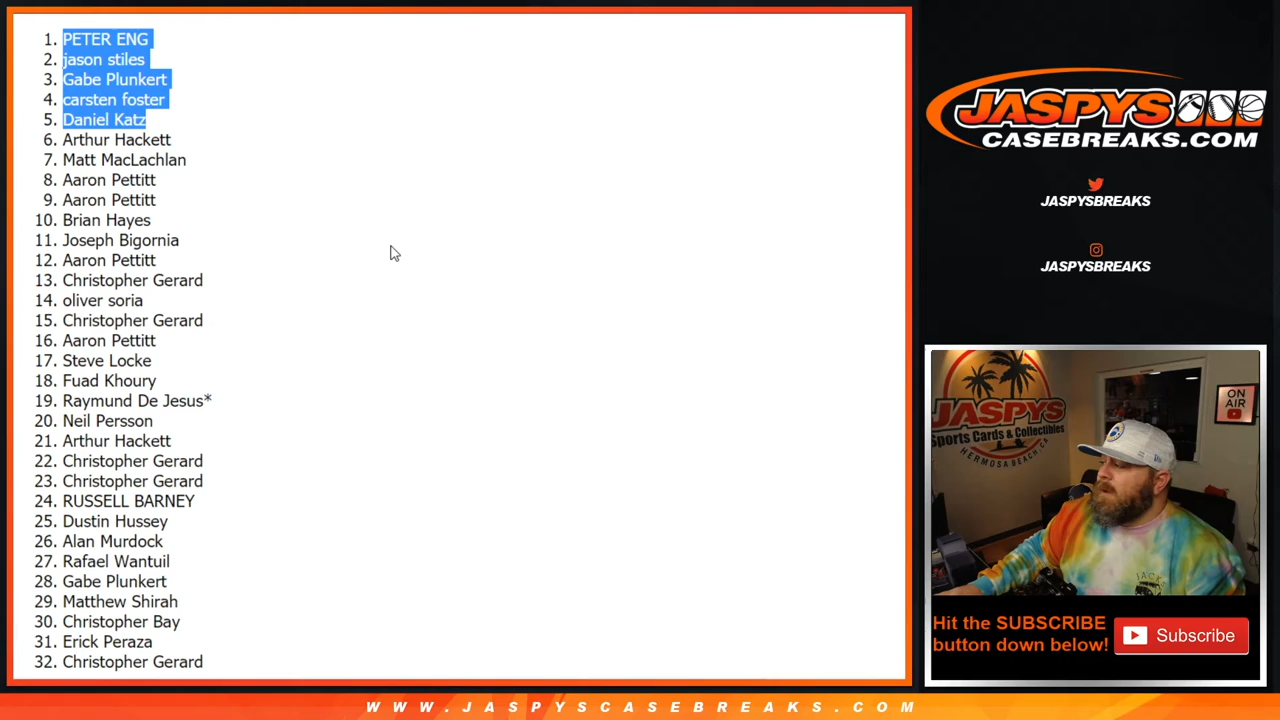 1. PETER ENG
2. jason stiles
3. Gabe Plunkert
4. carsten foster
5. Daniel Katz
6. Arthur Hackett
7. Matt MacLachlan
8. Aaron Pettitt
9. Aaron Pettitt
10. Brian Hayes
11. Joseph Bigornia
12. Aaron Pettitt
13. Christopher Gerard
14. oliver soria
15. Christopher Gerard
16. Aaron Pettitt
17. Steve Locke
18. Fuad Khoury
19. Raymund De Jesus*
20. Neil Persson
21. Arthur Hackett
22. Christopher Gerard
23. Christopher Gerard
24. RUSSELL BARNEY
25. Dustin Hussey
26. Alan Murdock
27. Rafael Wantuil
28. Gabe Plunkert
29. Matthew Shirah
30. Christopher Bay
31. Erick Peraza
32. Christopher Gerard
JASPYS
CASEBREAKS.COM
JASPYSBREAKS
JASPYSBREAKS
JASPYS
Sports Cards & Collectibles
HERMOSA BEACH, CA
ON
AIR
Hit the SUBSCRIBE
button down below!
Subscribe
WWW.JASPYSCASEBREAKS.COM